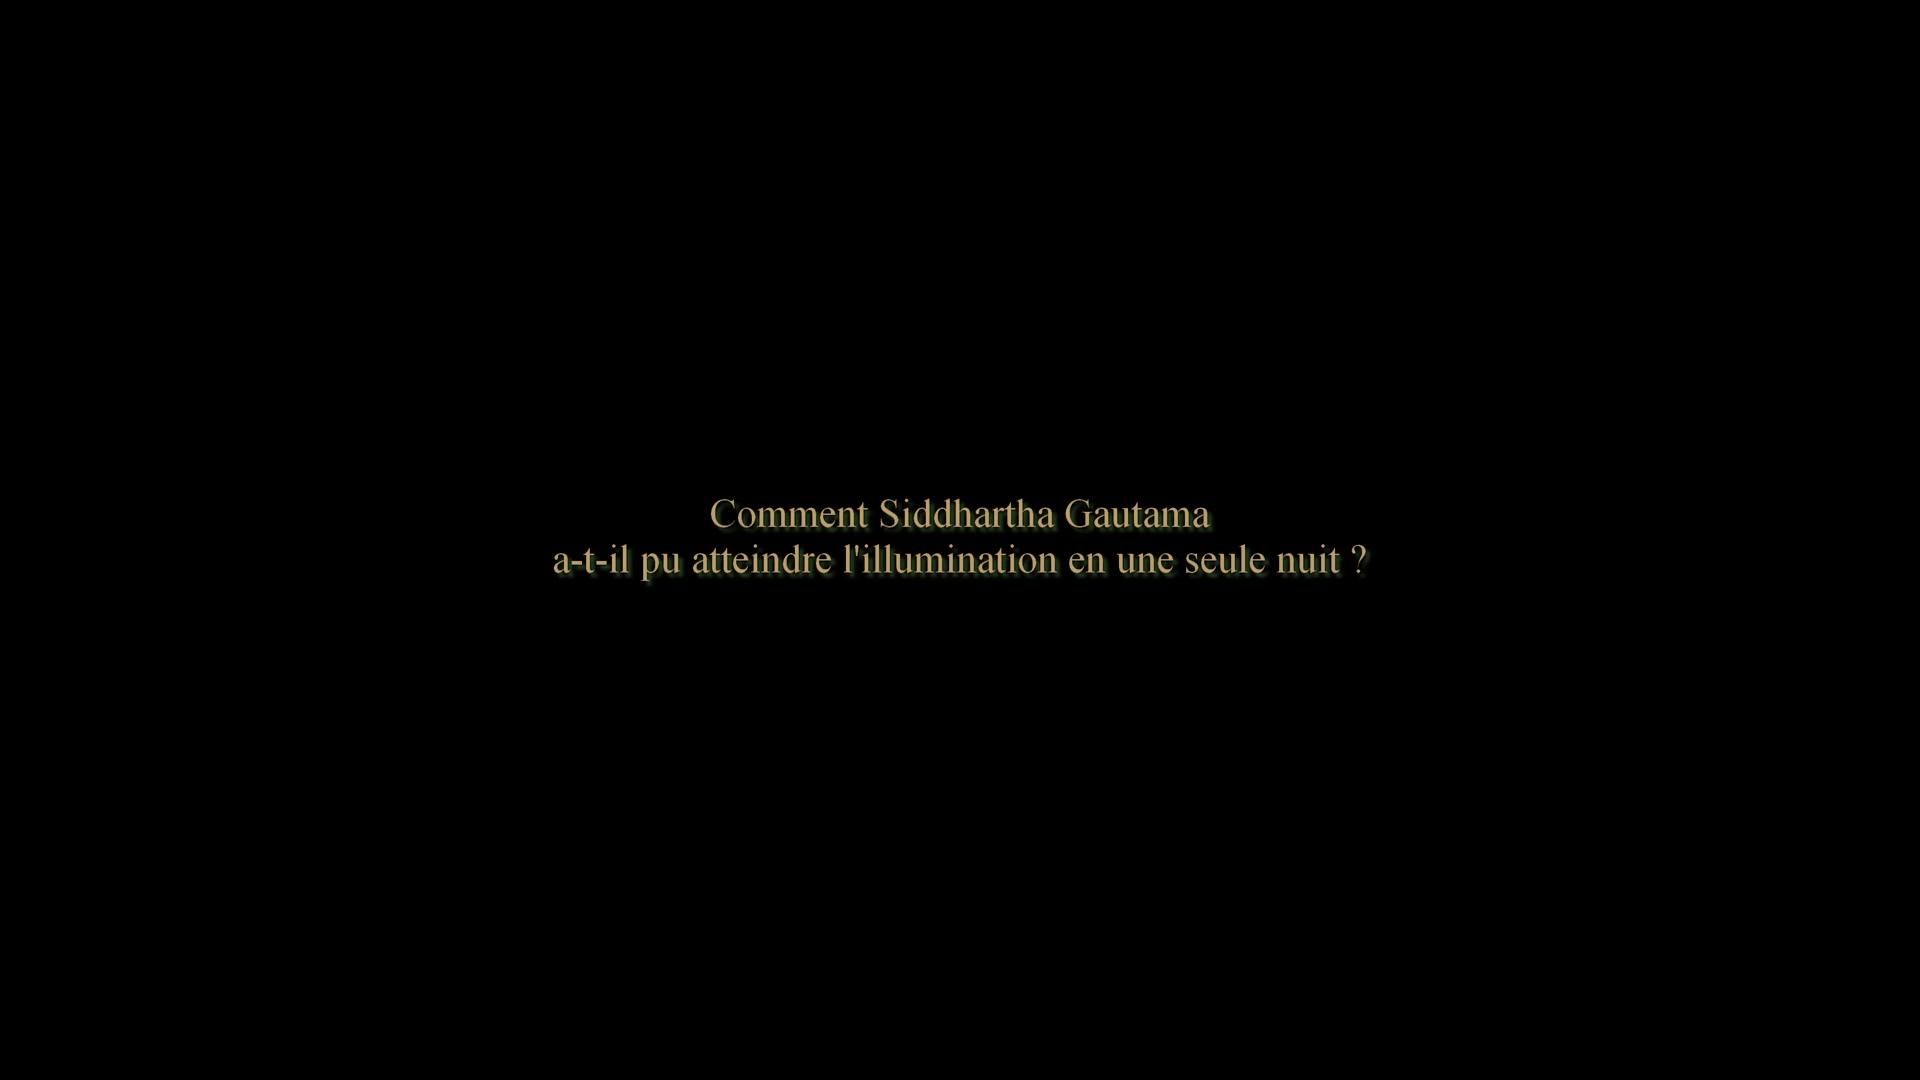 Comment Siddhartha Gautama
a-t-il pu atteindre l'illumination en une seule nuit ?